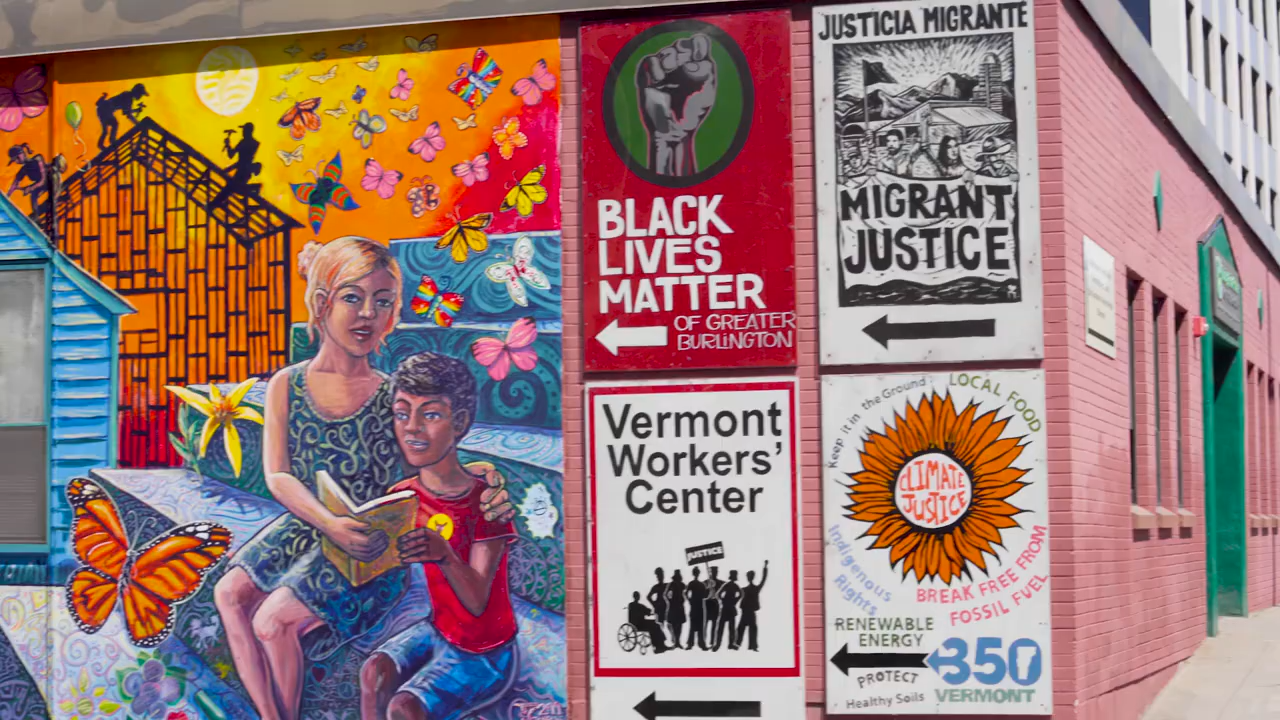 BLACK
LIVES
MATTER
OF GREATER
BURLINGTON
JUSTICIA MIGRANTE
MIGRANT
JUSTICE
Vermont
Workers'
Center
JUSTICE
Keep it in the Ground
LOCAL FOOD
CLIMATE
JUSTICE
Indigenous
Rights
BREAK FREE FROM
FOSSIL FUEL
RENEWABLE
ENERGY
350
PROTECT
Healthy Soils
VERMONT